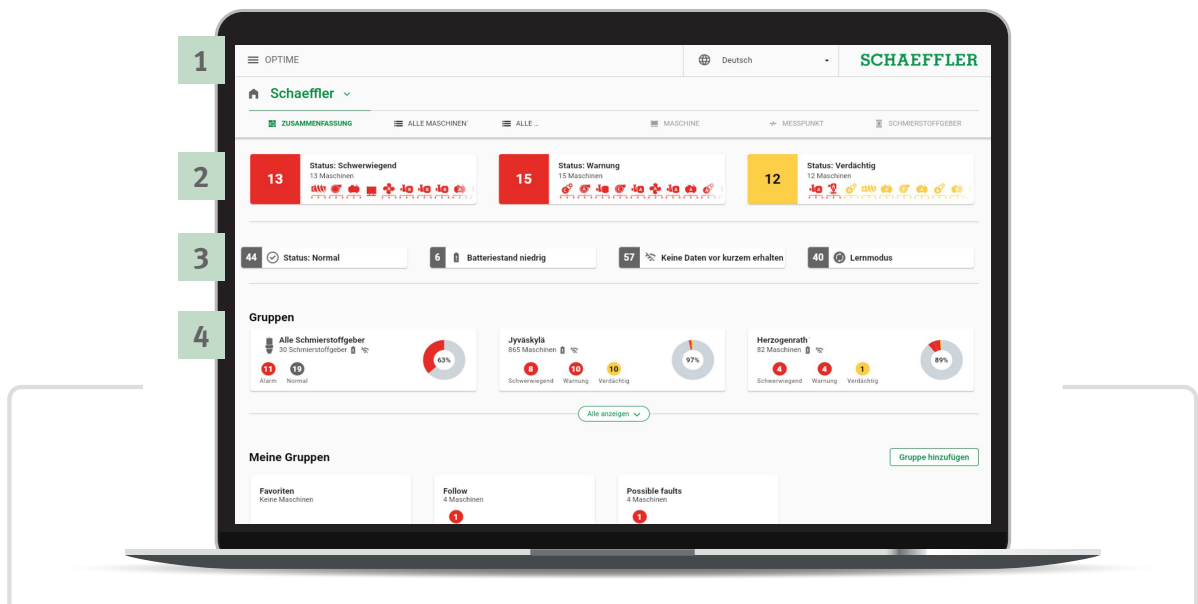 1
OPTIME
Deutsch
SCHAEFFLER
Schaeffler
ZUSAMMENFASSUNG
ALLE MASCHINEN
ALLE ...
MASCHINE
MESSPUNKT
SCHMIERSTOFFGEBER
2
13
Status: Schwerwiegend
13 Maschinen
15
Status: Warnung
15 Maschinen
12
Status: Verdächtig
12 Maschinen
3
44
Status: Normal
6
Batteriestand niedrig
57
Keine Daten vor kurzem erhalten
40
Lernmodus
Gruppen
4
Alle Schmierstoffgeber
30 Schmierstoffgeber
63%
11
19
Alarm
Normal
Jyväskylä
865 Maschinen
97%
8
10
10
Schwerwiegend
Warnung
Verdächtig
Herzogenrath
82 Maschinen
89%
4
4
1
Schwerwiegend
Warnung
Verdächtig
Alle anzeigen
Meine Gruppen
Gruppe hinzufügen
Favoriten
Keine Maschinen
Follow
4 Maschinen
1
Possible faults
4 Maschinen
1